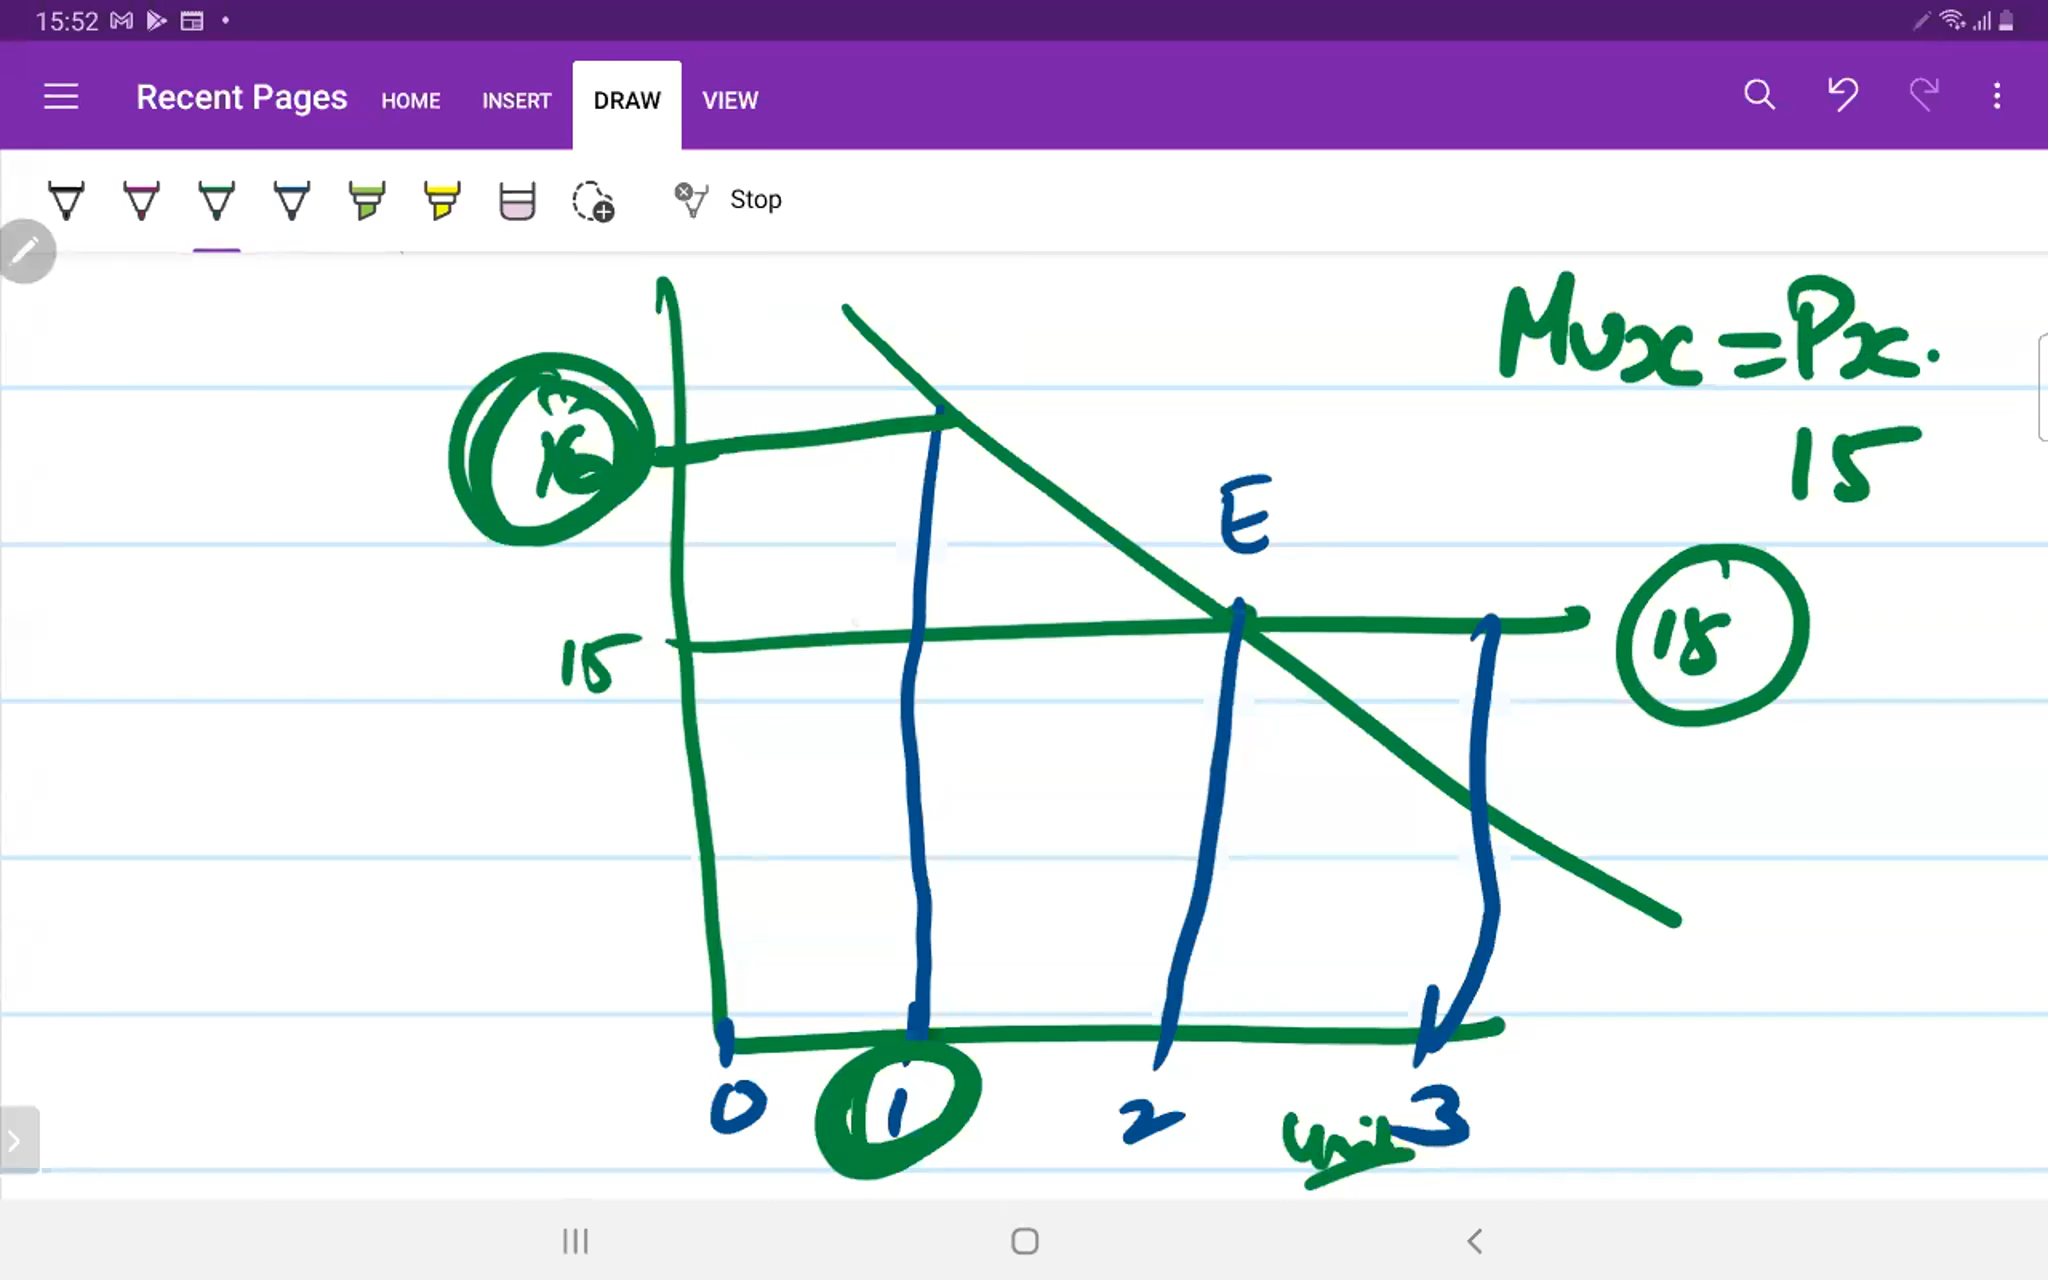 15:52
Recent Pages HOME INSERT DRAW VIEW
Stop
Mux=Px.
15
16
E
15
18
0 1 2 unit 3